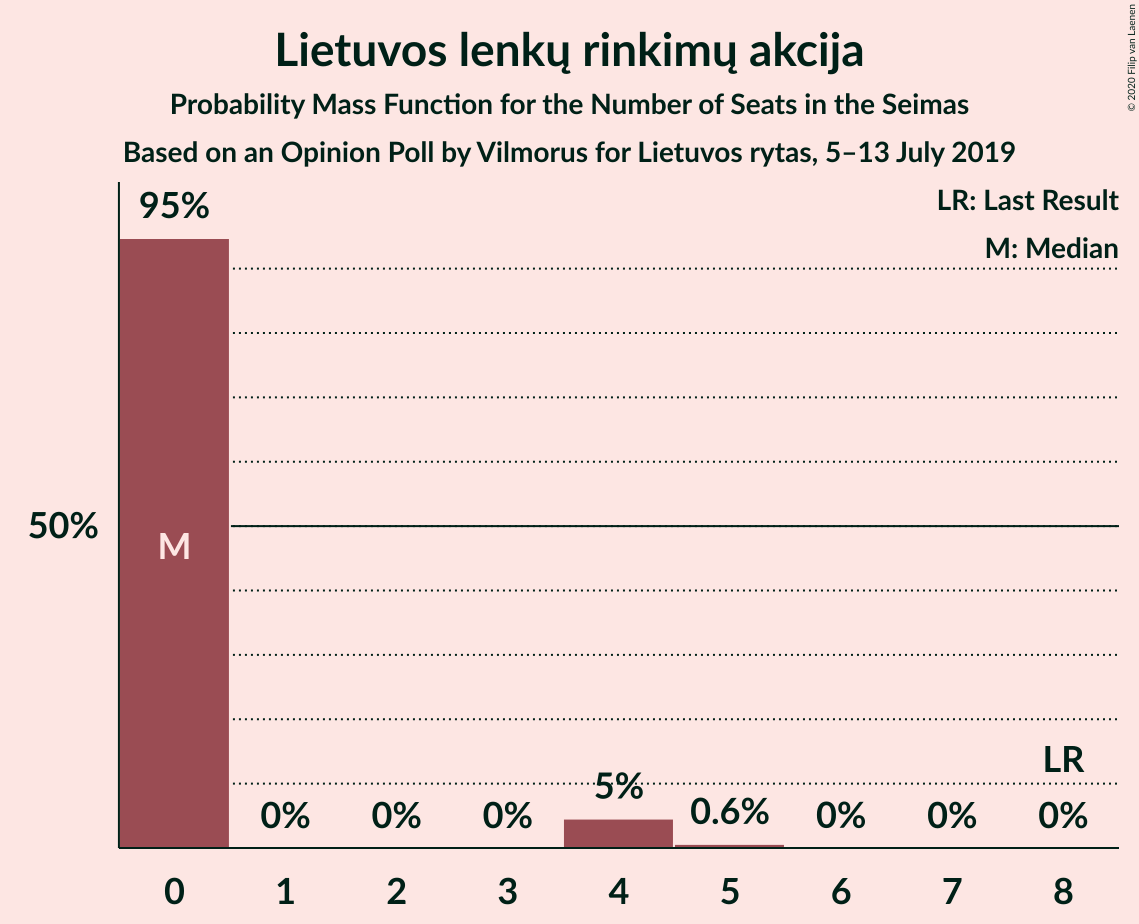 Lietuvos lenkų rinkimų akcija
Probability Mass Function for the Number of Seats in the Seimas
Based on an Opinion Poll by Vilmorus for Lietuvos rytas, 5–13 July 2019
© 2020 Filip van Laenen
LR: Last Result
M: Median
95%
50%
M
LR
0% 0% 0% 5% 0.6% 0% 0% 0%
0 1 2 3 4 5 6 7 8